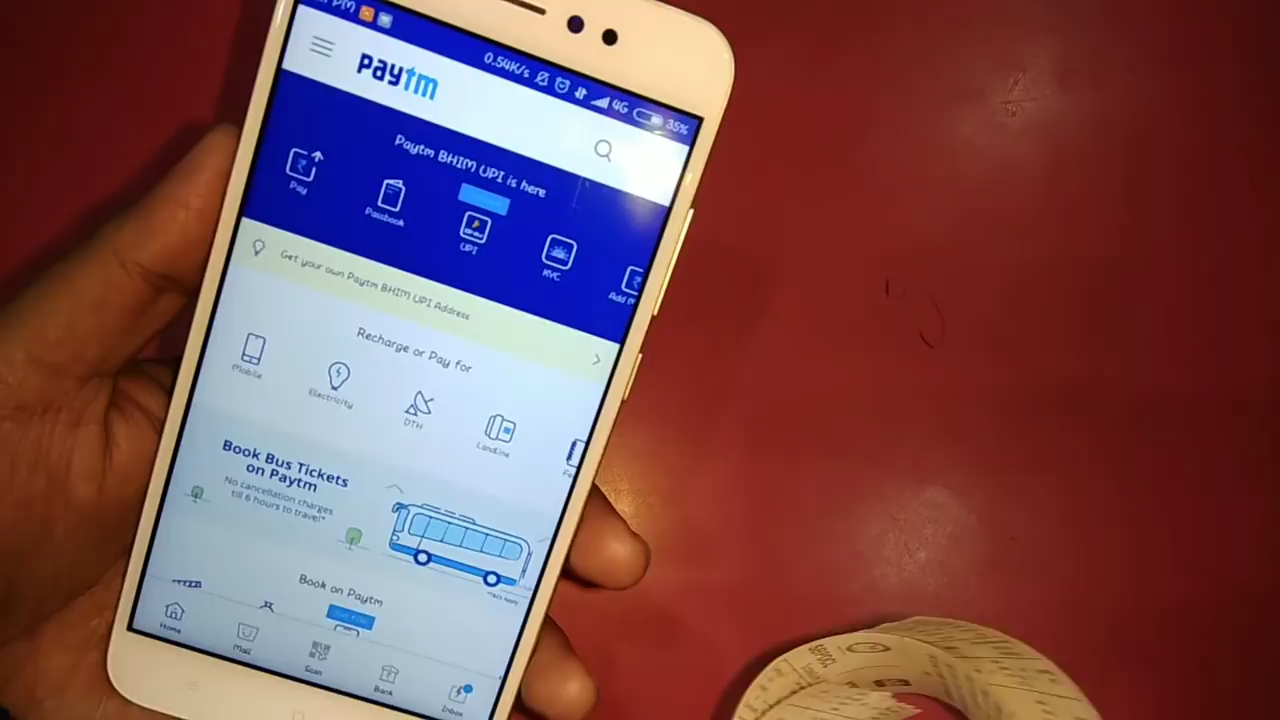 PM
0.54K/s 4G 35%
paytm
Paytm BHIM UPI is here
Pay
Passbook
UPI
KYC
Add
Get your own Paytm BHIM UPI Address
Recharge or Pay for
Mobile
Electricity
DTH
Landline
Book Bus Tickets
on Paytm
No cancellation charges
till 6 hours to travel*
Book on Paytm
Home
Mall
Scan
Bank
Inbox